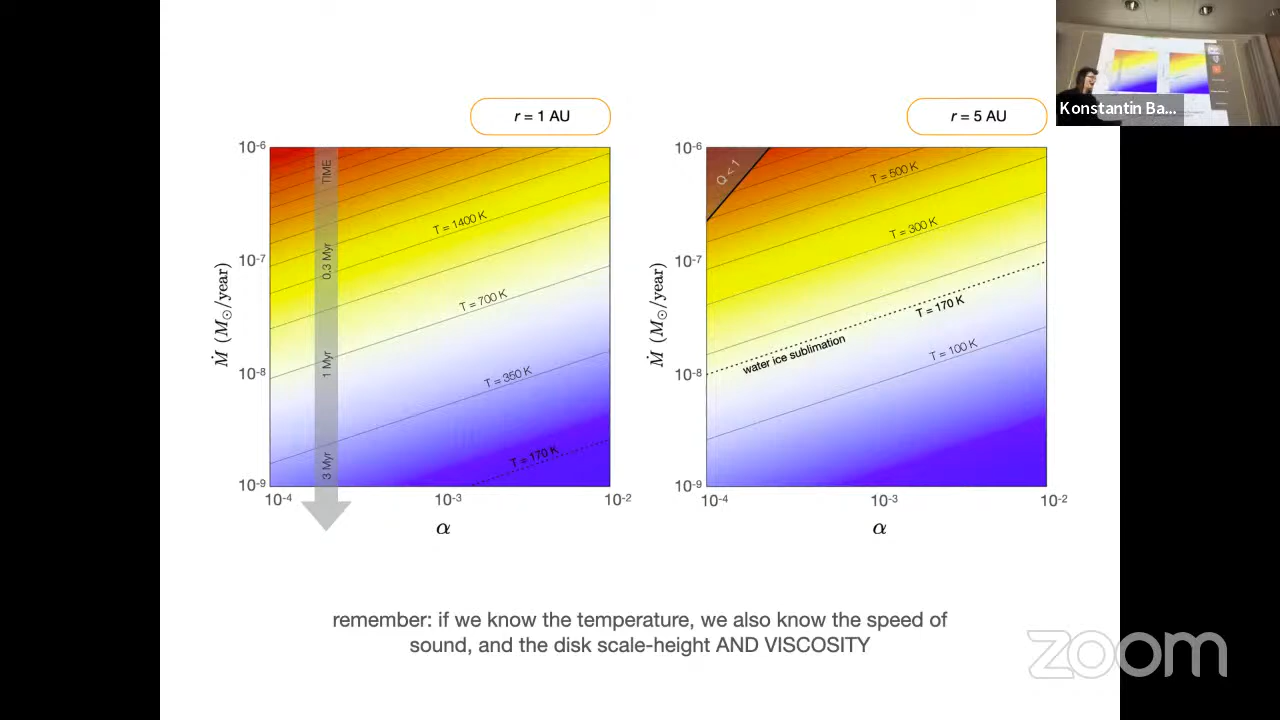 Konstantin Ba...
r = 1 AU
r = 5 AU
10-6
10-7
10-8
10-9
Ṁ (M⊙/year)
TIME
0.3 Myr
1 Myr
3 Myr
T = 1400 K
T = 700 K
T = 350 K
T = 170 K
10-4
10-3
10-2
α
10-6
10-7
10-8
10-9
Ṁ (M⊙/year)
Q < 1
T = 500 K
T = 300 K
T = 170 K
water ice sublimation
T = 100 K
10-4
10-3
10-2
α
remember: if we know the temperature, we also know the speed of
sound, and the disk scale-height AND VISCOSITY
zoom